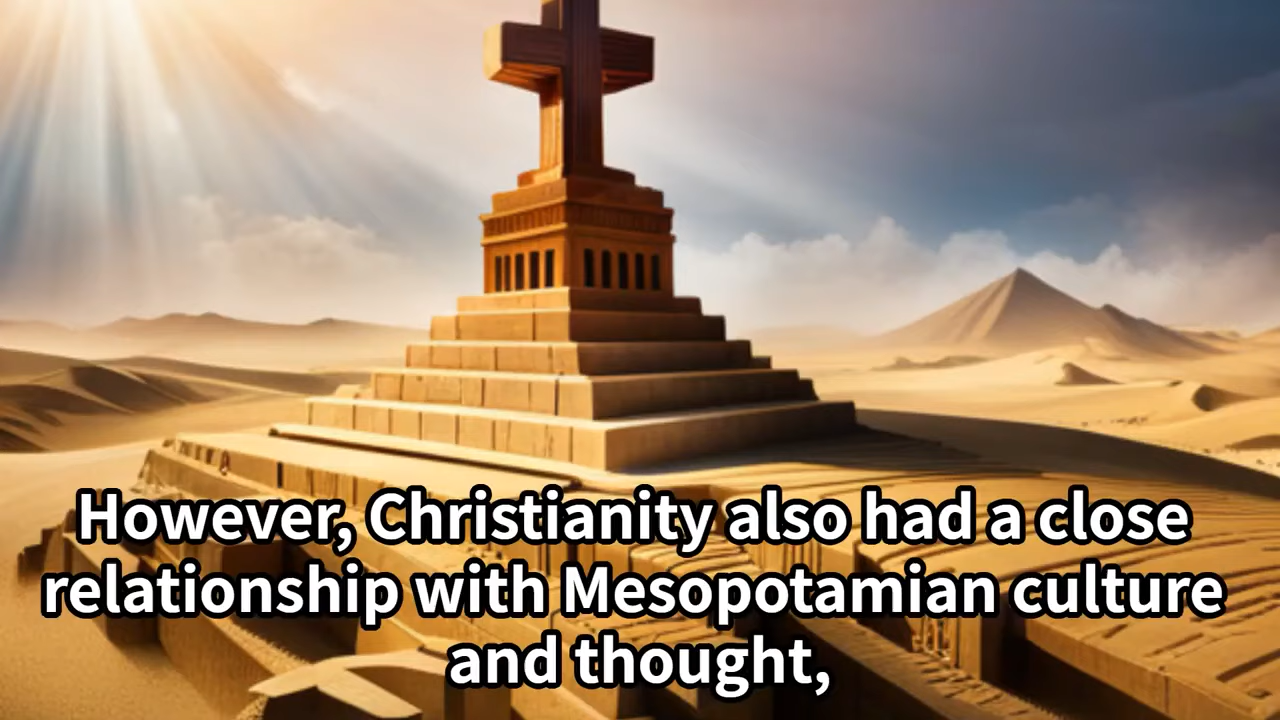 However, Christianity also had a close
relationship with Mesopotamian culture
and thought,